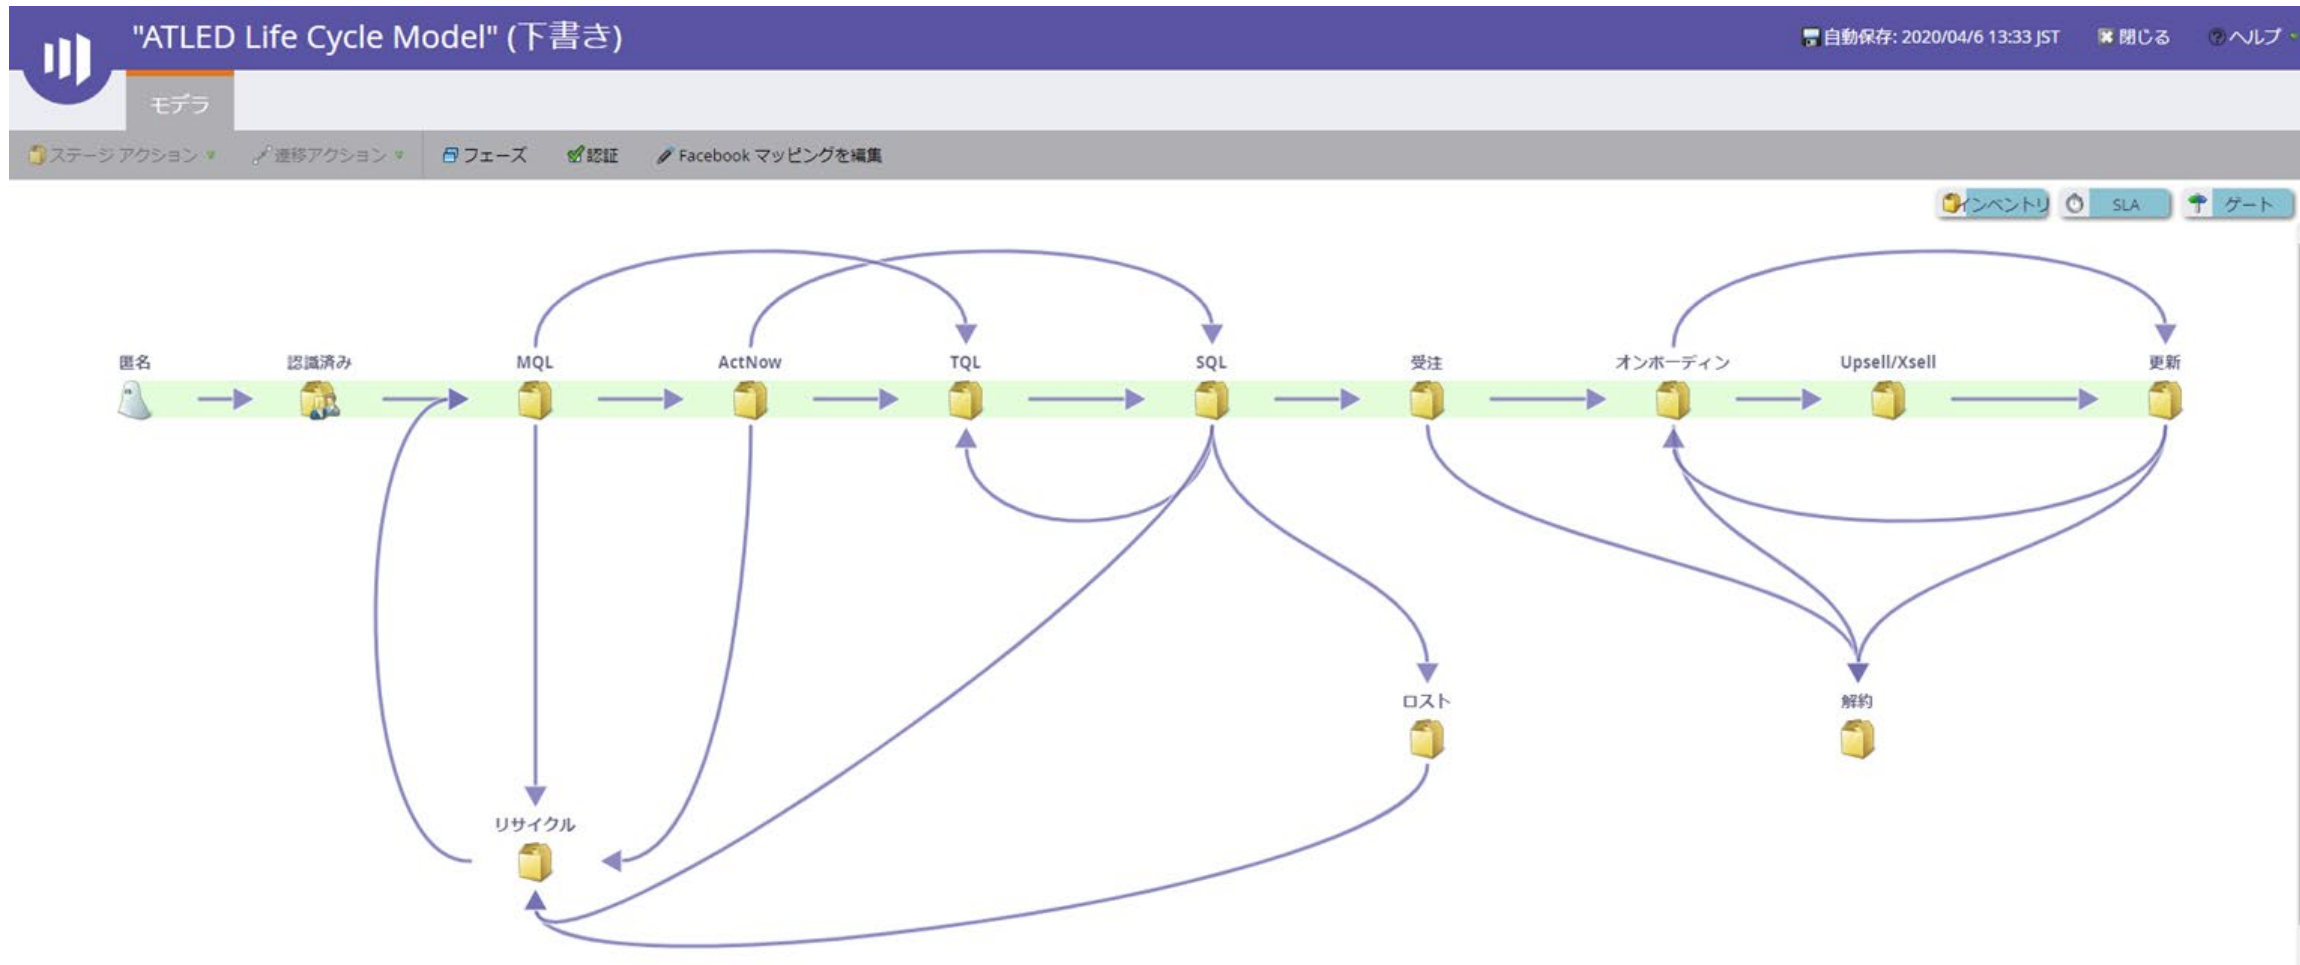 "ATLED Life Cycle Model" (下書き)
自動保存: 2020/04/6 13:33 JST
閉じる
ヘルプ
モデラ
ステージ アクション
遷移アクション
フェーズ
認証
Facebook マッピングを編集
インベントリ
SLA
ゲート
匿名
認識済み
MQL
ActNow
TQL
SQL
受注
オンボーディン
Upsell/Xsell
更新
ロスト
解約
リサイクル